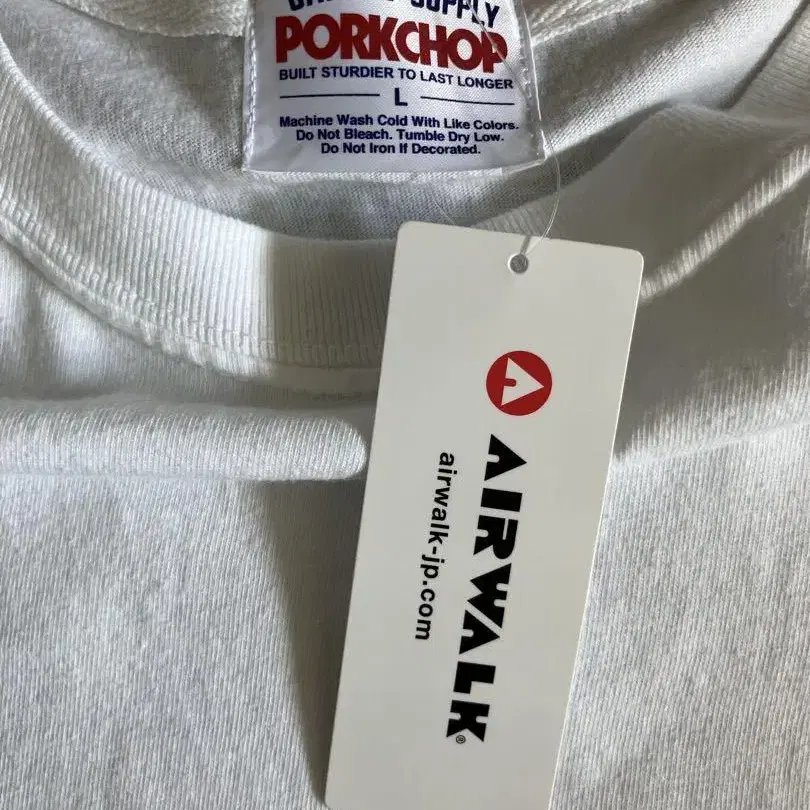 SUPPLY
PORKCHOP
BUILT STURDIER TO LAST LONGER
L
Machine Wash Cold With Like Colors.
Do Not Bleach. Tumble Dry Low.
Do Not Iron If Decorated.
AIRWALK®
airwalk-jp.com